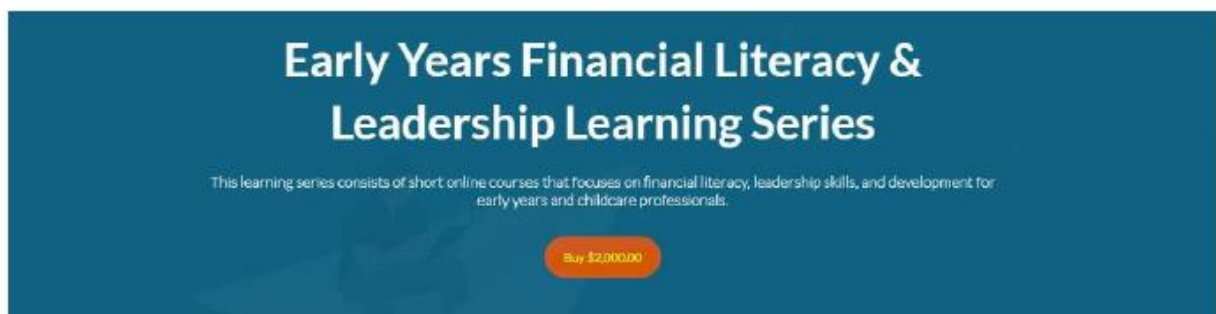 Early Years Financial Literacy &
Leadership Learning Series
This learning series consists of short online courses that focuses on financial literacy, leadership skills, and development for
early years and childcare professionals.
Buy $2,000.00